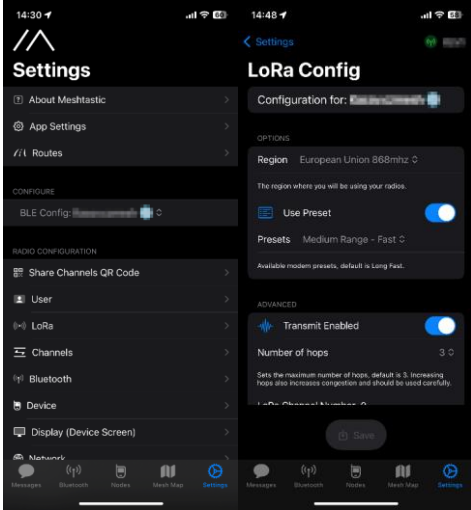 14:30
60
Settings
About Meshtastic
App Settings
Routes
CONFIGURE
BLE Config:
RADIO CONFIGURATION
Share Channels QR Code
User
LoRa
Channels
Bluetooth
Device
Display (Device Screen)
Network
Messages
Bluetooth
Nodes
Mesh Map
Settings
14:48
Settings
LoRa Config
Configuration for:
OPTIONS
Region European Union 868mhz
The region where you will be using your radios.
Use Preset
Presets Medium Range - Fast
Available modem presets, default is Long Fast.
ADVANCED
Transmit Enabled
Number of hops 3
Sets the maximum number of hops, default is 3. Increasing
hops also increases congestion and should be used carefully.
LoRa Channel Number
Save
Messages
Bluetooth
Nodes
Mesh Map
Settings